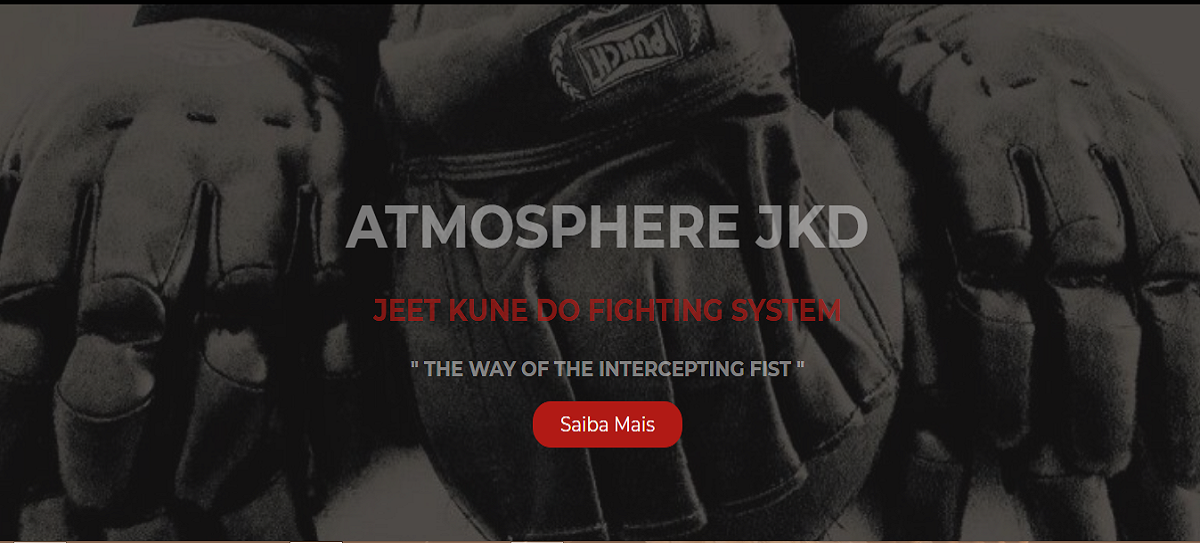 PUNCH
ATMOSPHERE JKD
JEET KUNE DO FIGHTING SYSTEM
" THE WAY OF THE INTERCEPTING FIST "
Saiba Mais